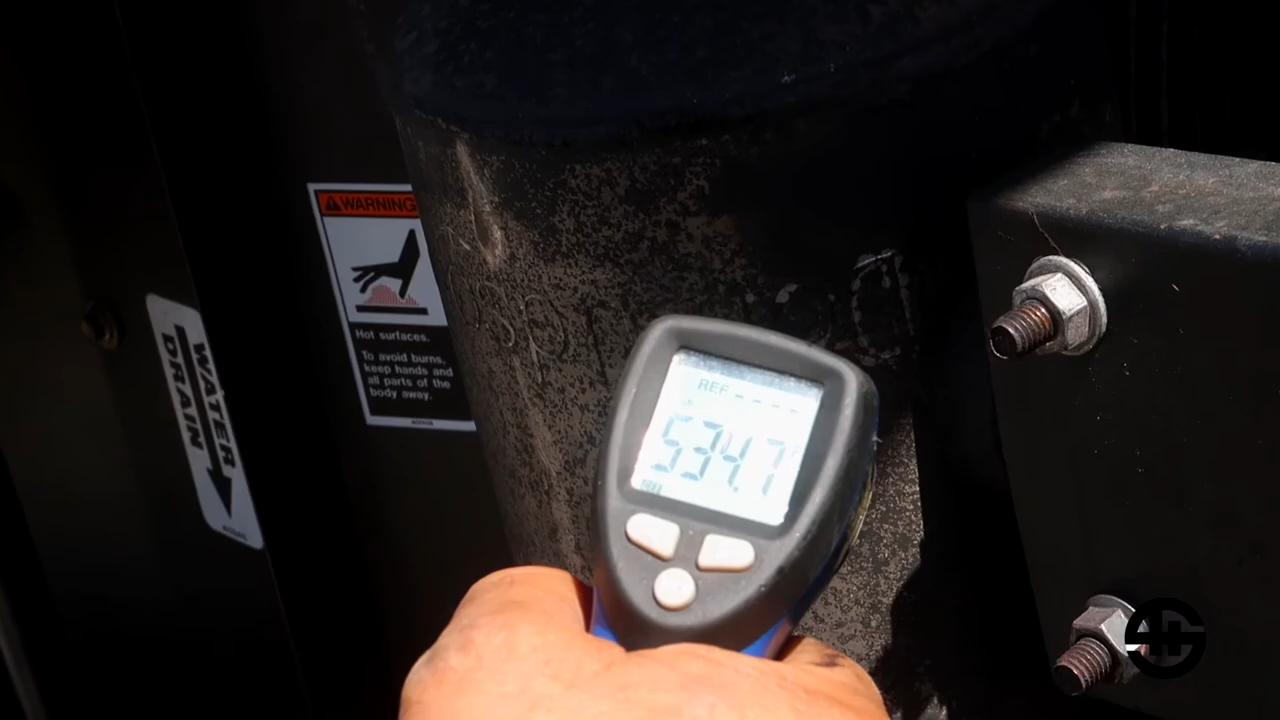 WARNING
Hot surfaces.
To avoid burns,
keep hands and
all parts of the
body away.
WATER
DRAIN
REF
534.7